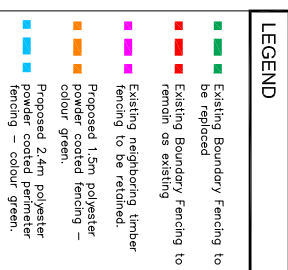 LEGEND
Existing Boundary Fencing to
be replaced
Existing Boundary Fencing to
remain as existing
Existing neighboring timber
fencing to be retained.
Proposed 1.5m polyester
powder coated fencing –
colour green.
Proposed 2.4m polyester
powder coated perimeter
fencing – colour green.